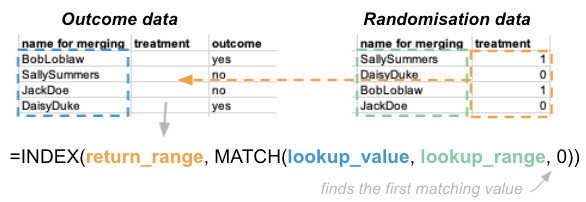 Outcome data
Randomisation data
name for merging treatment outcome
BobLoblaw yes
SallySummers no
JackDoe no
DaisyDuke yes
name for merging treatment
SallySummers 1
DaisyDuke 0
BobLoblaw 1
JackDoe 0
=INDEX(return_range, MATCH(lookup_value, lookup_range, 0))
finds the first matching value